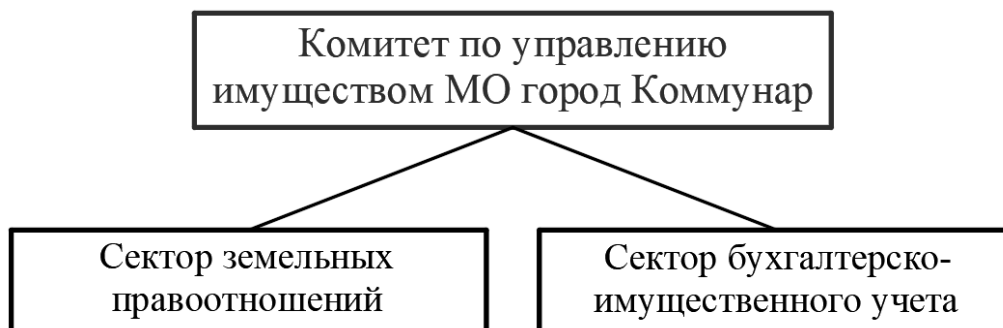 Комитет по управлению
имуществом МО город Коммунар
Сектор земельных
правоотношений
Сектор бухгалтерско-
имущественного учета